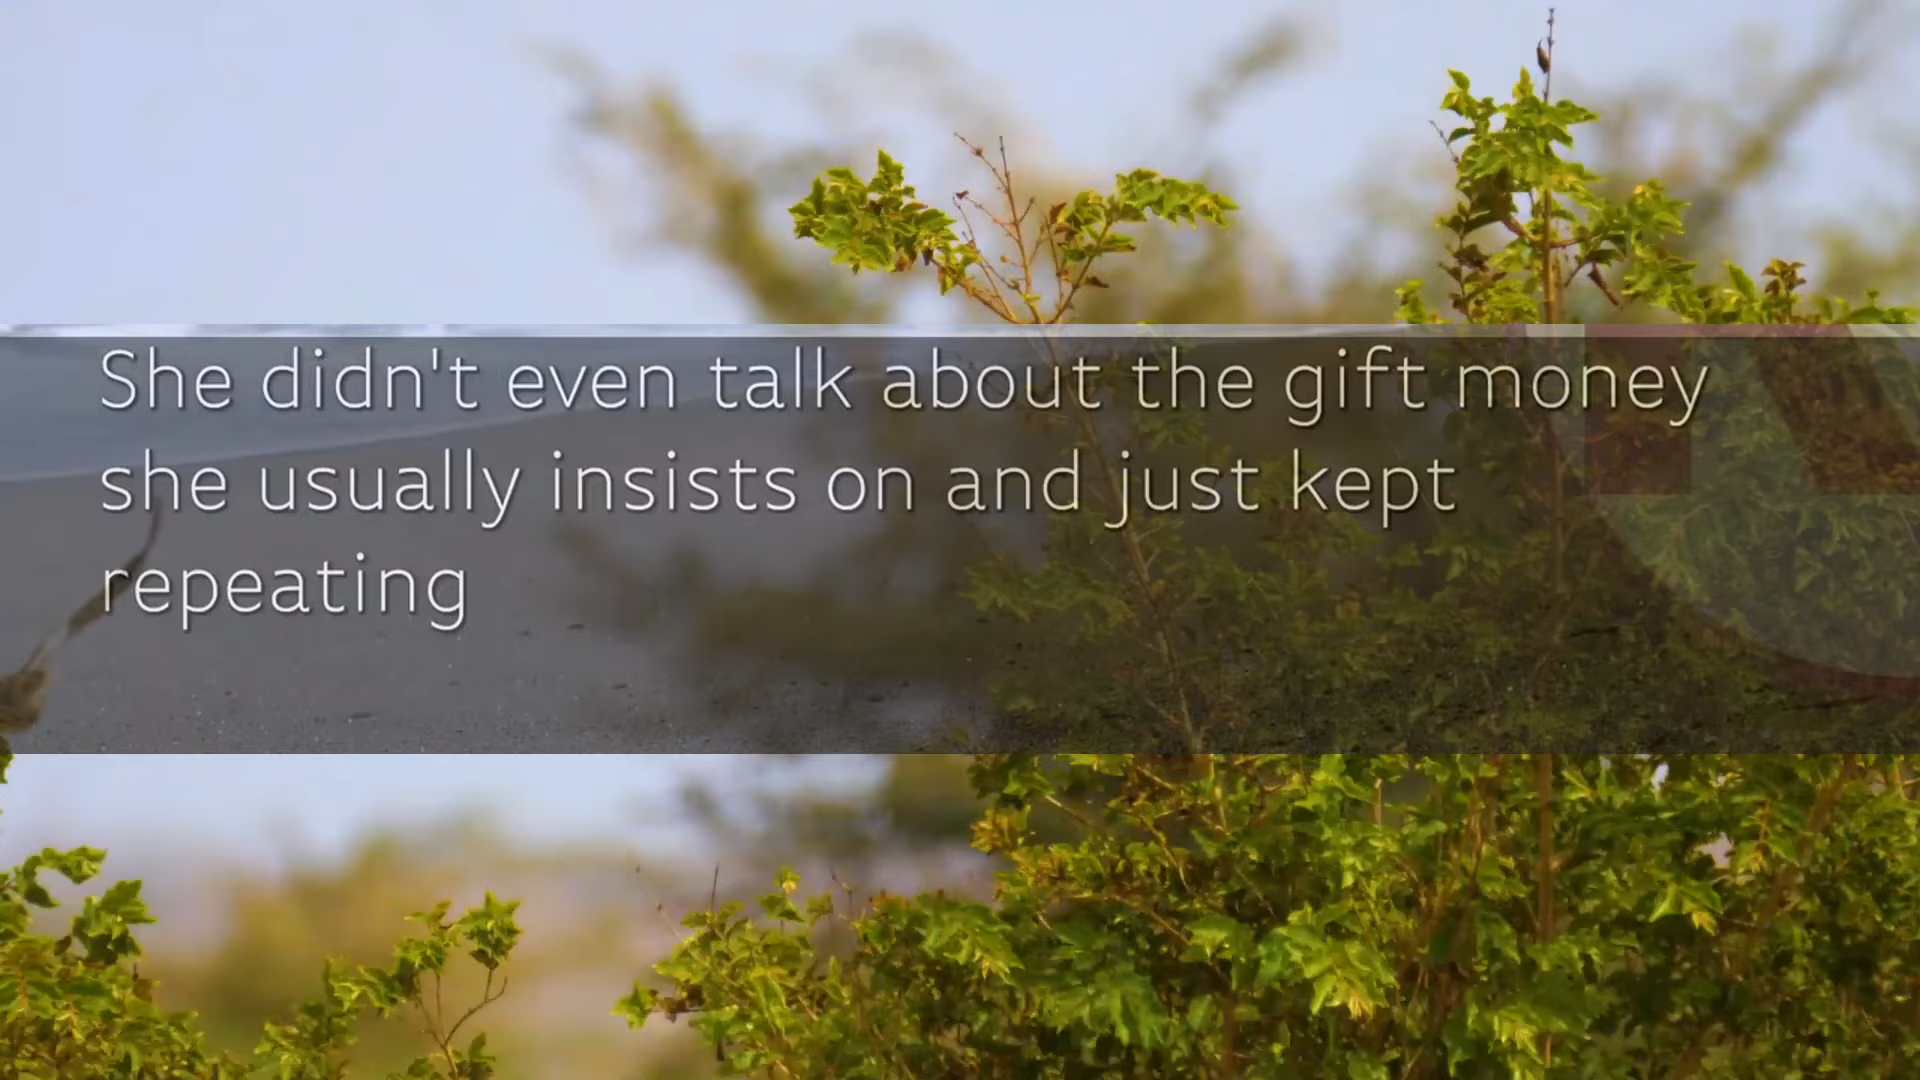 She didn't even talk about the gift money
she usually insists on and just kept
repeating